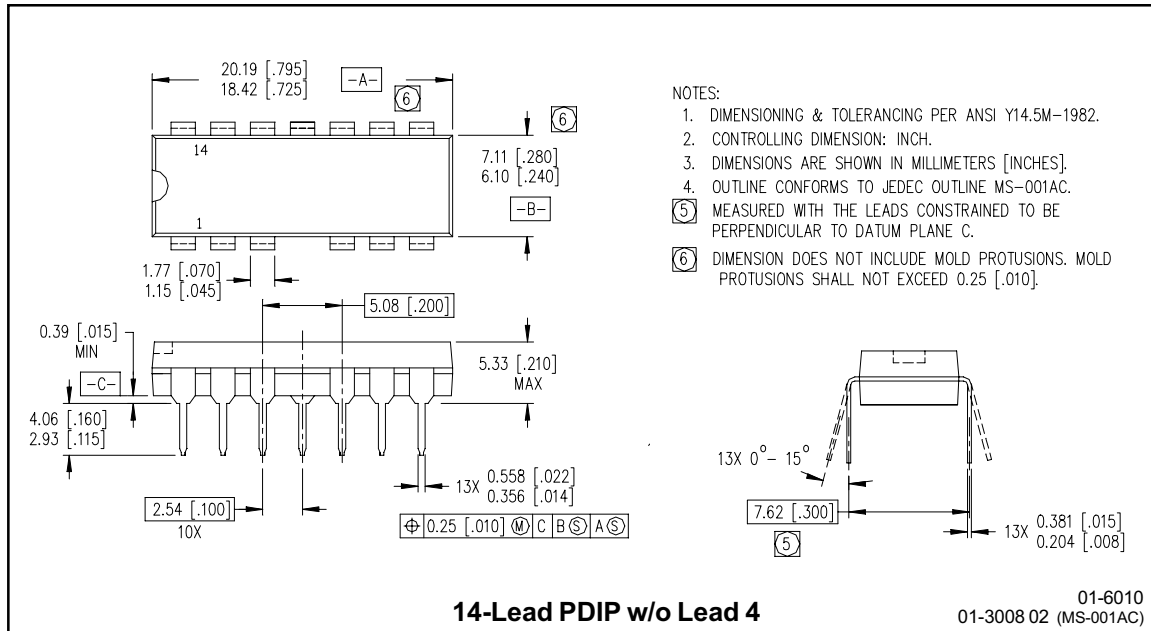 20.19 [.795]
18.42 [.725]
-A-
6
6
14
1
7.11 [.280]
6.10 [.240]
-B-
1.77 [.070]
1.15 [.045]
5.08 [.200]
0.39 [.015]
MIN
-C-
4.06 [.160]
2.93 [.115]
5.33 [.210]
MAX
13X 0.558 [.022]
0.356 [.014]
2.54 [.100]
10X
⌖ 0.25 [.010] Ⓜ C B Ⓢ A Ⓢ
NOTES:
1. DIMENSIONING & TOLERANCING PER ANSI Y14.5M-1982.
2. CONTROLLING DIMENSION: INCH.
3. DIMENSIONS ARE SHOWN IN MILLIMETERS [INCHES].
4. OUTLINE CONFORMS TO JEDEC OUTLINE MS-001AC.
5 MEASURED WITH THE LEADS CONSTRAINED TO BE
PERPENDICULAR TO DATUM PLANE C.
6 DIMENSION DOES NOT INCLUDE MOLD PROTUSIONS. MOLD
PROTUSIONS SHALL NOT EXCEED 0.25 [.010].
13X 0°- 15°
7.62 [.300]
5
13X 0.381 [.015]
0.204 [.008]
14-Lead PDIP w/o Lead 4
01-6010
01-3008 02 (MS-001AC)